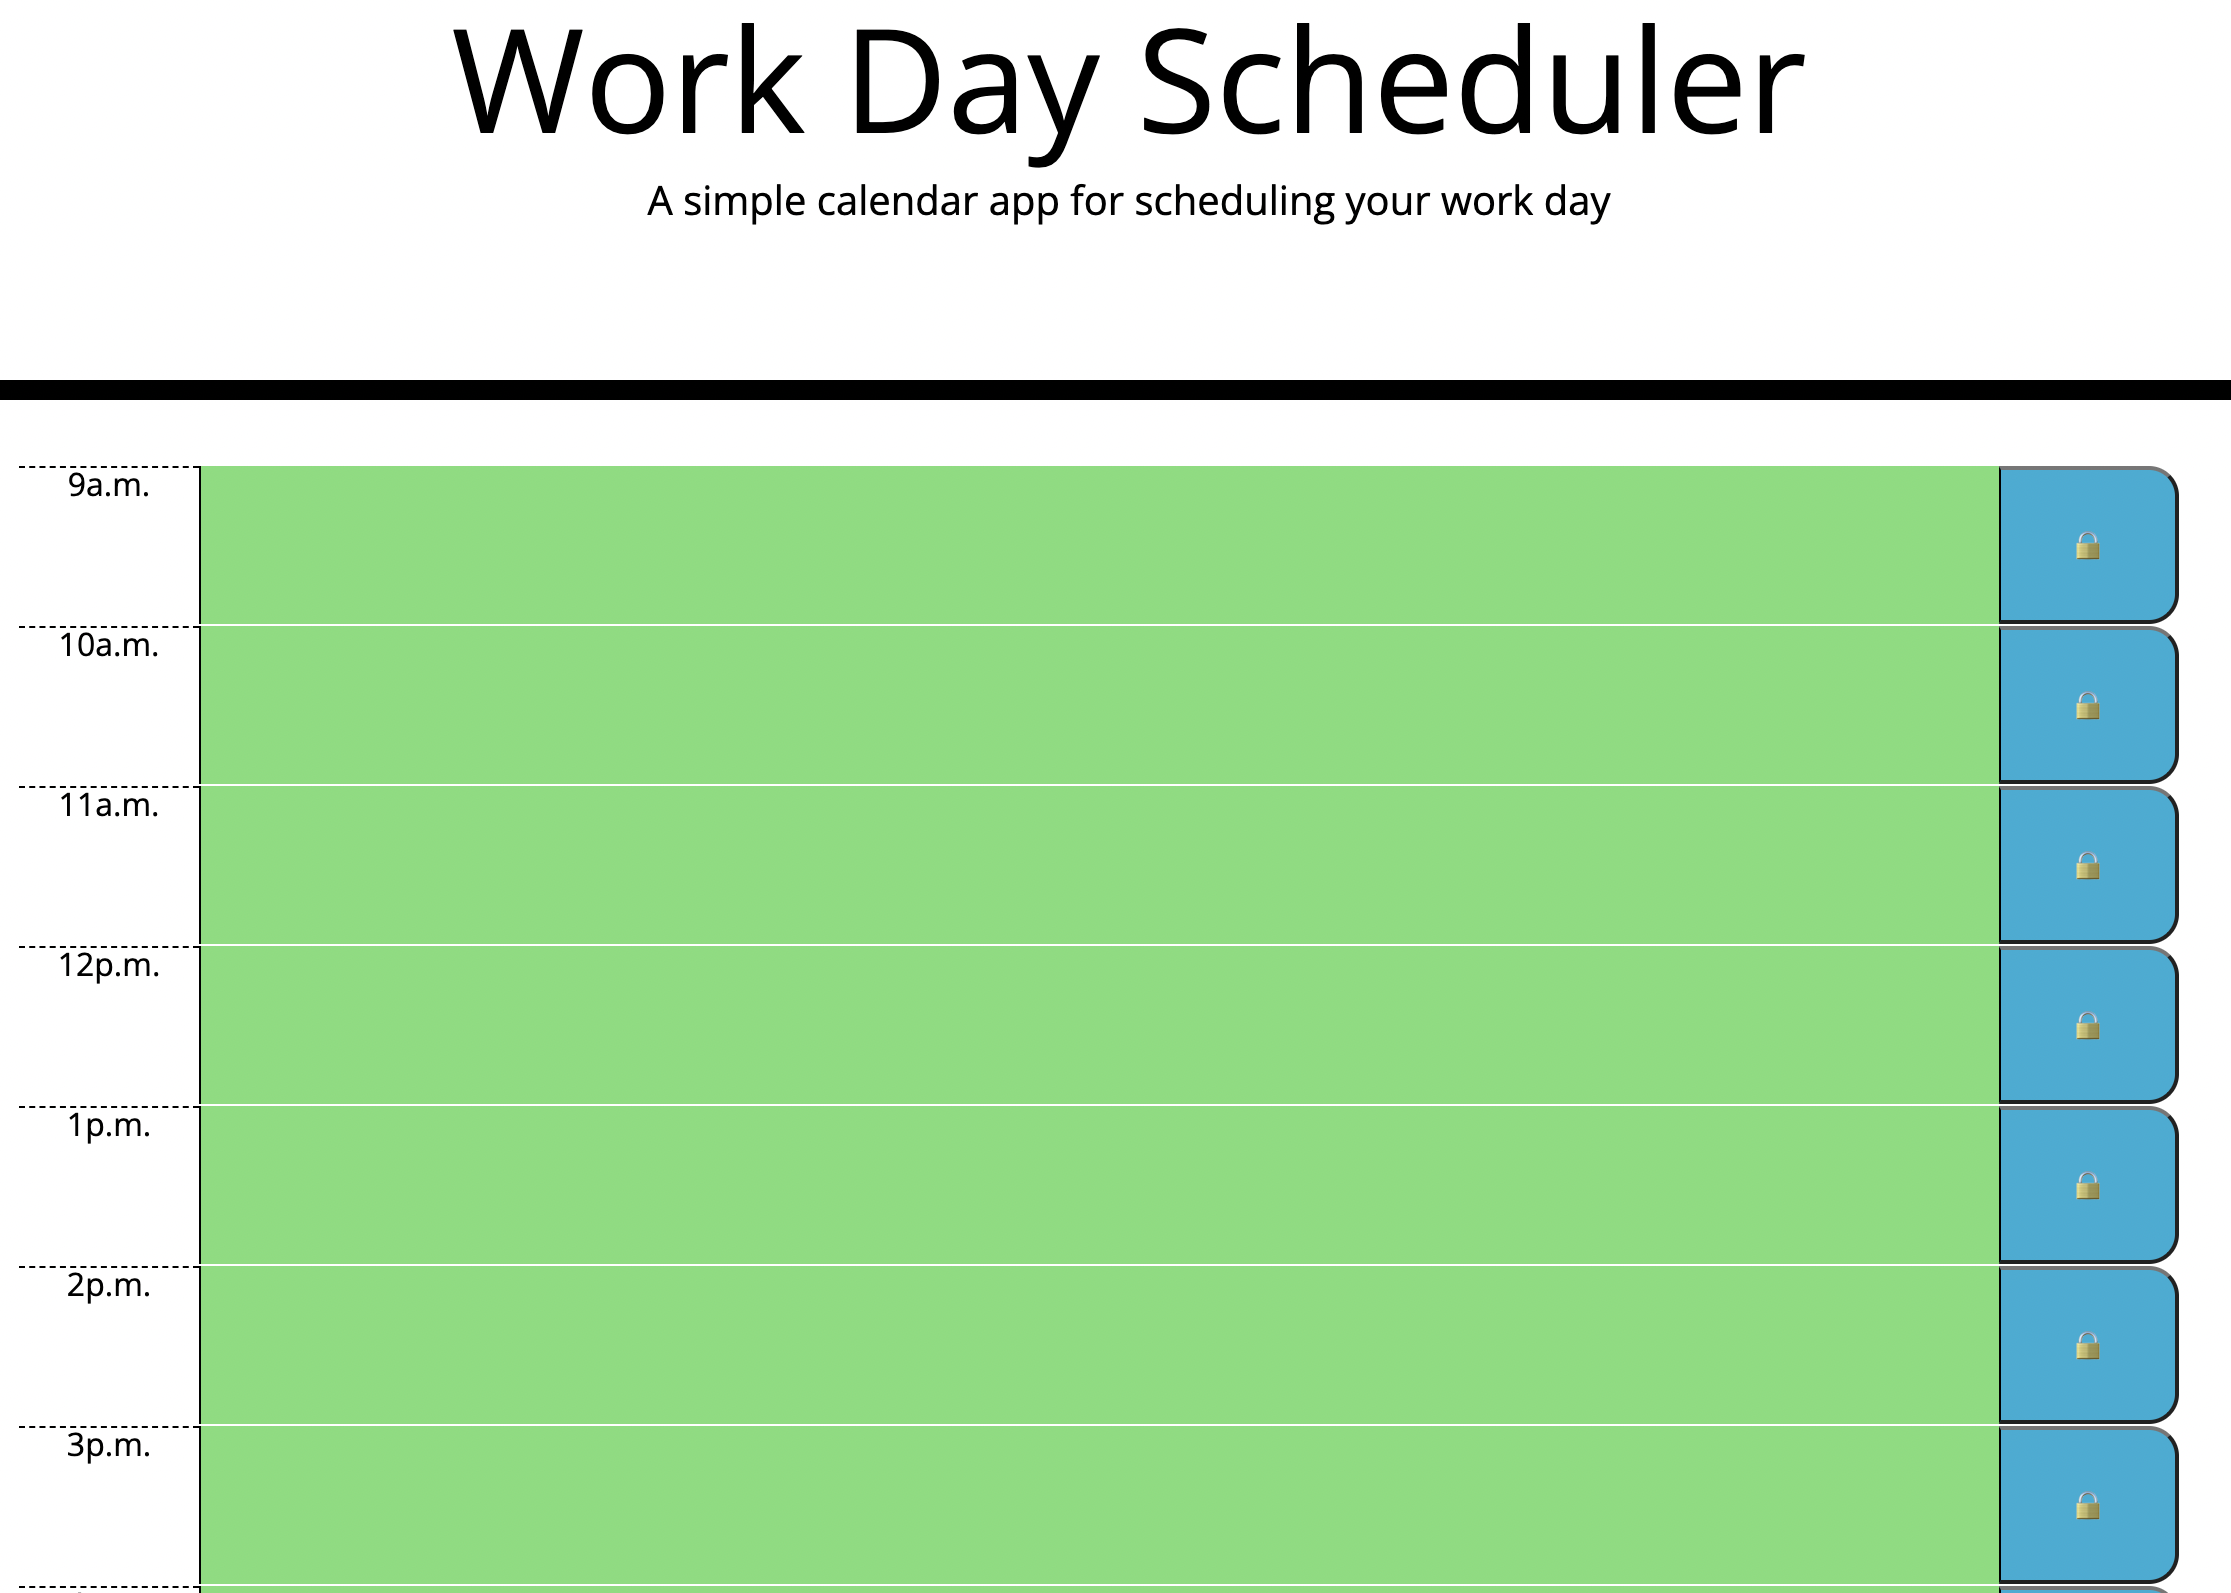 Work Day Scheduler
A simple calendar app for scheduling your work day
9a.m.
10a.m.
11a.m.
12p.m.
1p.m.
2p.m.
3p.m.